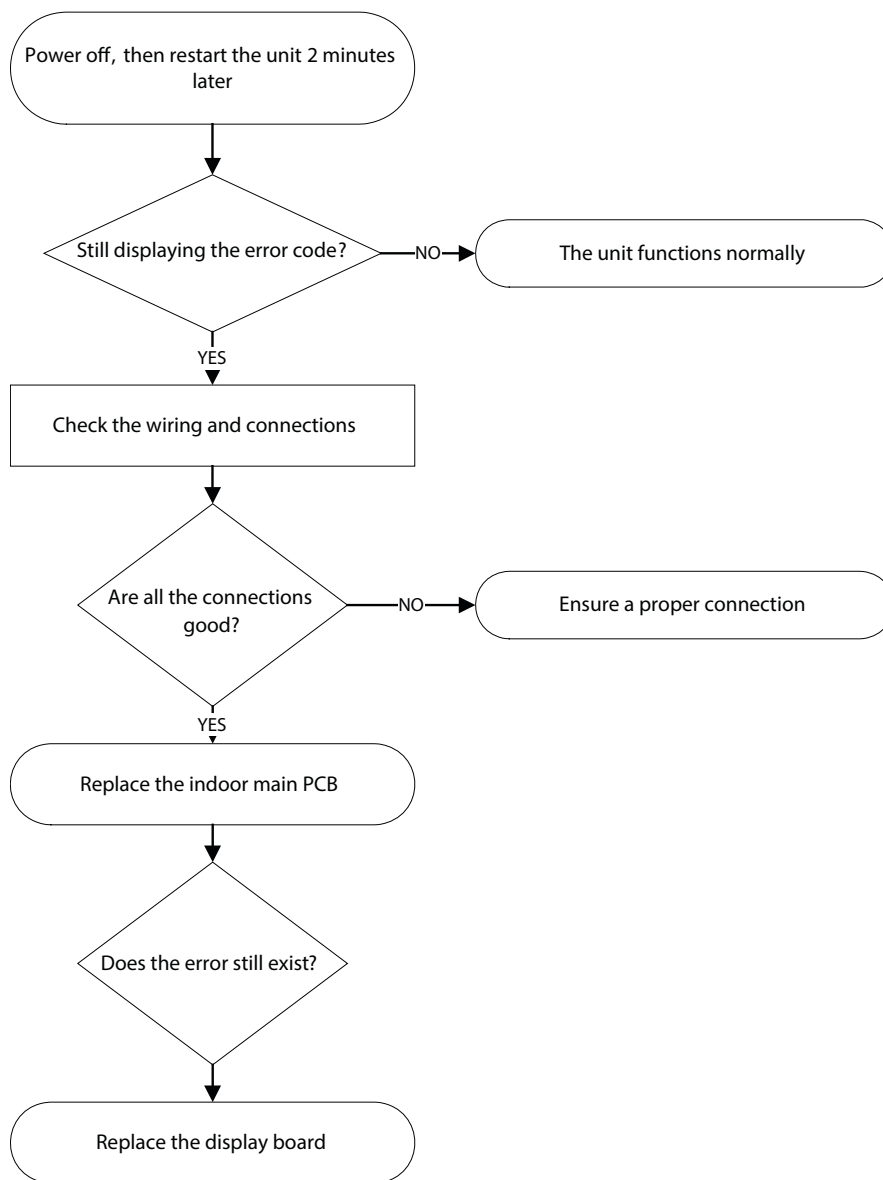 Power off, then restart the unit 2 minutes
later
Still displaying the error code?
NO
The unit functions normally
YES
Check the wiring and connections
Are all the connections
good?
NO
Ensure a proper connection
YES
Replace the indoor main PCB
Does the error still exist?
Replace the display board